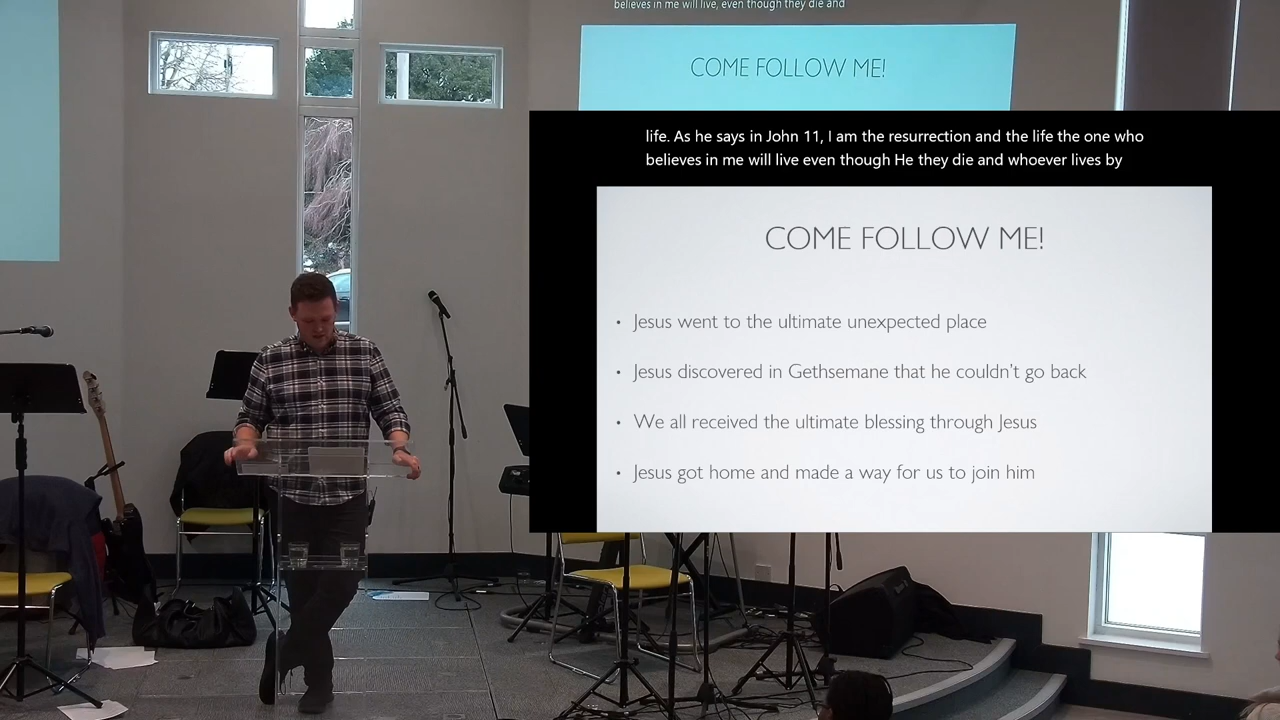 believes in me will live, even though they die and
COME FOLLOW ME!
life. As he says in John 11, I am the resurrection and the life the one who
believes in me will live even though He they die and whoever lives by
COME FOLLOW ME!
• Jesus went to the ultimate unexpected place
• Jesus discovered in Gethsemane that he couldn't go back
• We all received the ultimate blessing through Jesus
• Jesus got home and made a way for us to join him